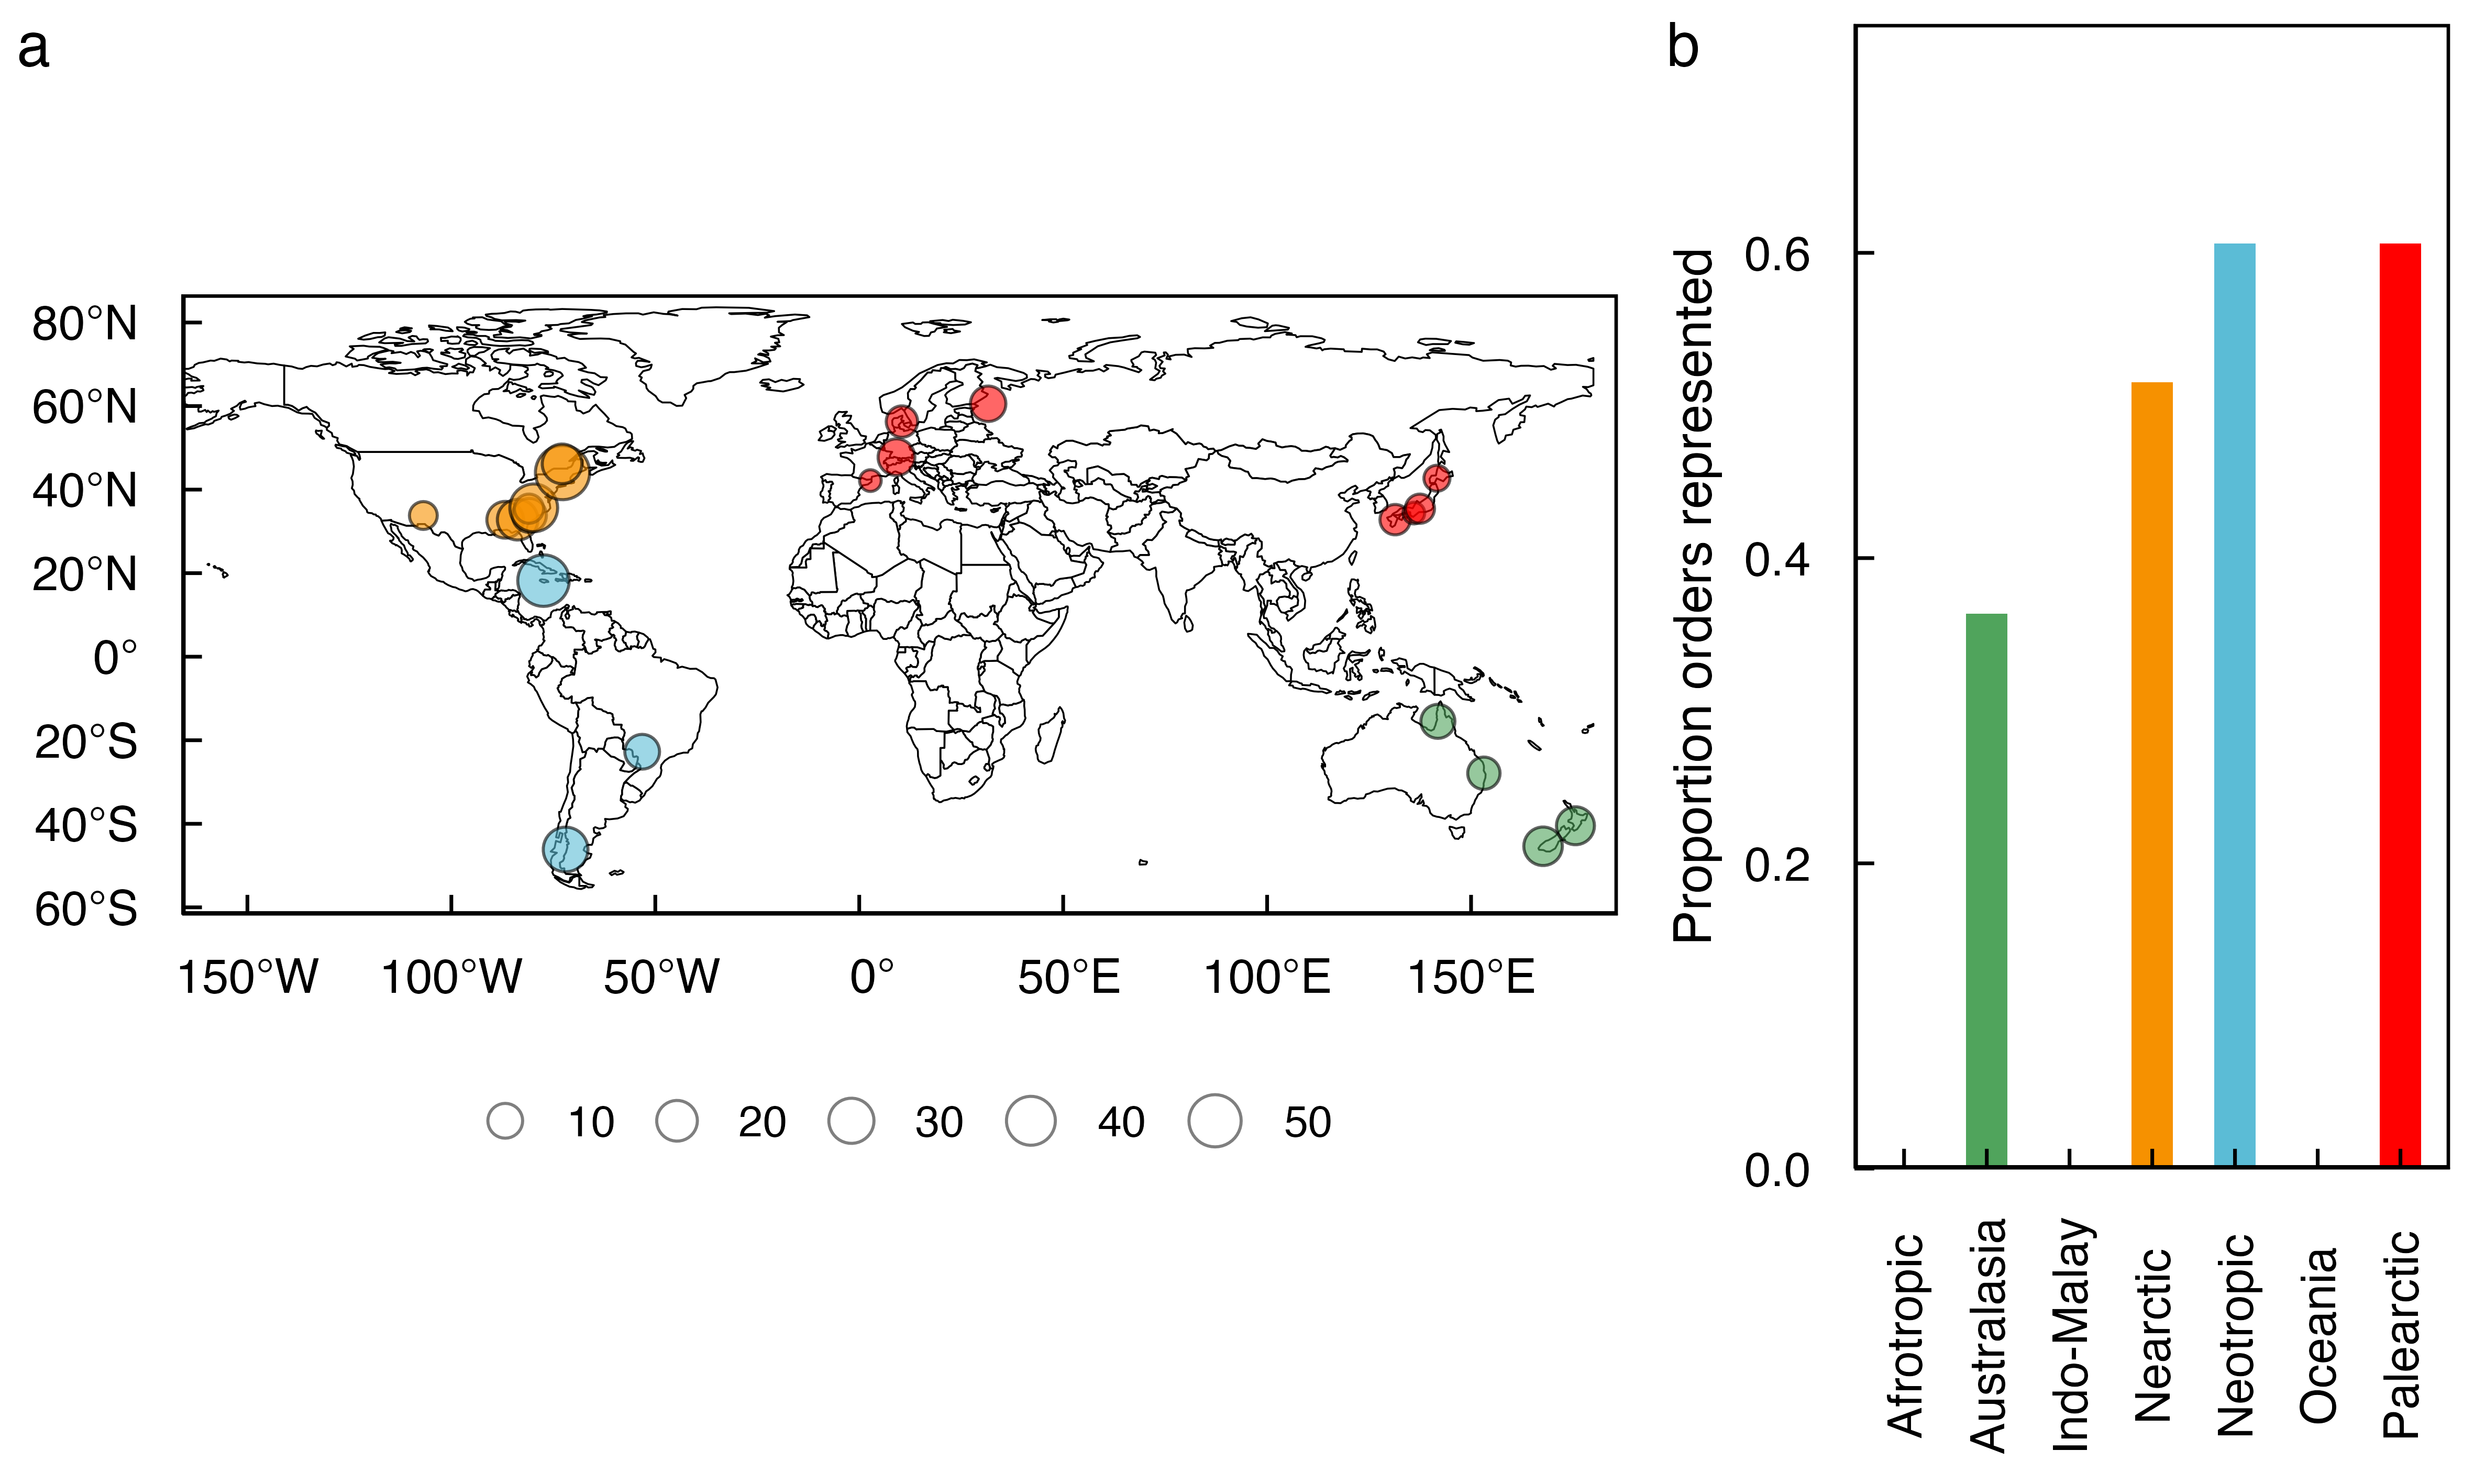 a
80°N
60°N
40°N
20°N
0°
20°S
40°S
60°S
150°W 100°W 50°W 0° 50°E 100°E 150°E
10 20 30 40 50
b
Proportion orders represented
0.6
0.4
0.2
0.0
Afrotropic
Australasia
Indo-Malay
Nearctic
Neotropic
Oceania
Palearctic